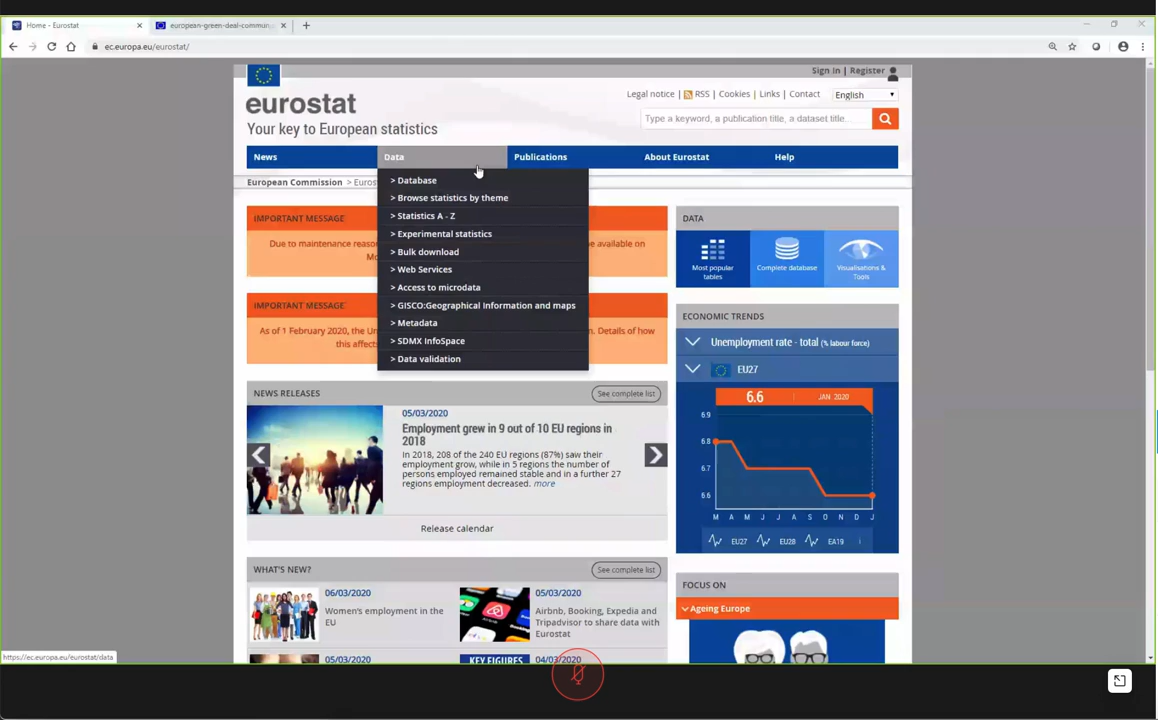 Home - Eurostat
european-green-deal-commun
ec.europa.eu/eurostat/
Sign In | Register
Legal notice | RSS | Cookies | Links | Contact
English
eurostat
Your key to European statistics
Type a keyword, a publication title, a dataset title...
News
Data
Publications
About Eurostat
Help
European Commission > Euros
> Database
> Browse statistics by theme
> Statistics A - Z
> Experimental statistics
> Bulk download
> Web Services
> Access to microdata
> GISCO:Geographical Information and maps
> Metadata
> SDMX InfoSpace
> Data validation
IMPORTANT MESSAGE
Due to maintenance reaso
be available on
Mo
IMPORTANT MESSAGE
As of 1 February 2020, the Un
m. Details of how
this affect
NEWS RELEASES
See complete list
05/03/2020
Employment grew in 9 out of 10 EU regions in
2018
In 2018, 208 of the 240 EU regions (87%) saw their
employment grow, while in 5 regions the number of
persons employed remained stable and in a further 27
regions employment decreased. more
Release calendar
WHAT'S NEW?
See complete list
06/03/2020
Women's employment in the
EU
05/03/2020
Airbnb, Booking, Expedia and
Tripadvisor to share data with
Eurostat
05/03/2020
KEY FIGURES
04/03/2020
DATA
Most popular
tables
Complete database
Visualisations &
Tools
ECONOMIC TRENDS
Unemployment rate - total (% labour force)
EU27
6.6
JAN 2020
6.9
6.8
6.7
6.6
M A M J J A S O N D J
EU27
EU28
EA19
FOCUS ON
Ageing Europe
https://ec.europa.eu/eurostat/data